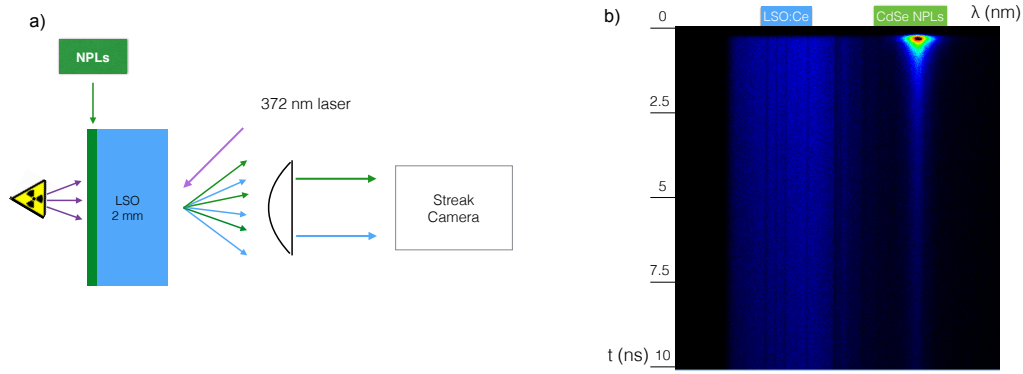 a)
NPLs
372 nm laser
LSO
2 mm
Streak
Camera
b)
LSO:Ce
CdSe NPLs
λ (nm)
0
2.5
5
7.5
t (ns)
10